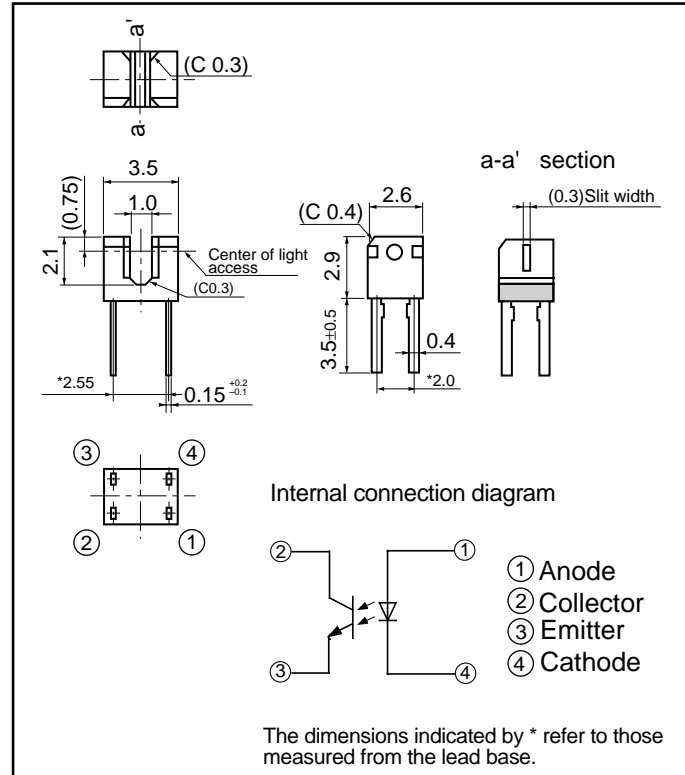 a'
(C 0.3)
a
3.5
1.0
(0.75)
2.1
Center of light
access
(C0.3)
*2.55
0.15 +0.2 −0.1
2.6
(C 0.4)
2.9
3.5±0.5
0.4
*2.0
a-a' section
(0.3)Slit width
③ ④
② ①
Internal connection diagram
② ①
③ ④
① Anode
② Collector
③ Emitter
④ Cathode
The dimensions indicated by * refer to those
measured from the lead base.